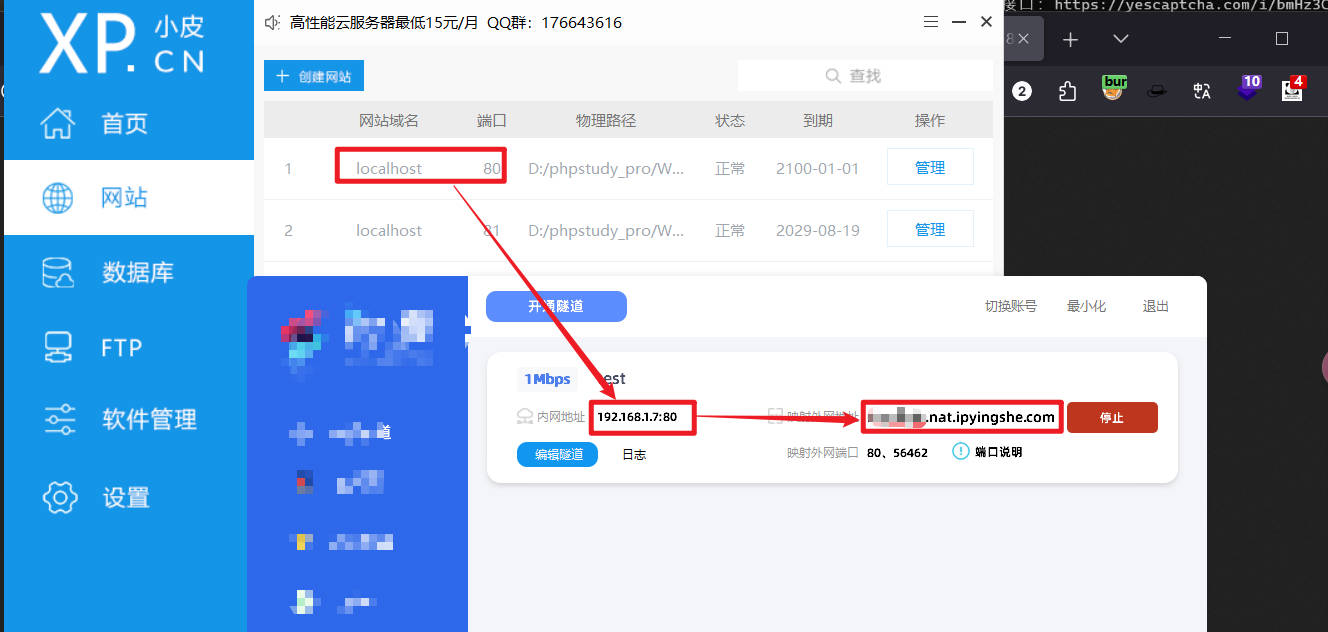 XP. 小皮 CN
首页
网站
数据库
FTP
软件管理
设置
高性能云服务器最低15元/月 QQ群：176643616
接口：https://yescaptcha.com/i/bmHz3C
8
2
bur
10
4
创建网站
查找
网站域名 端口 物理路径 状态 到期 操作
1 localhost 80 D:/phpstudy_pro/W... 正常 2100-01-01 管理
2 localhost 81 D:/phpstudy_pro/W... 正常 2029-08-19 管理
道
开通隧道
切换账号 最小化 退出
1Mbps est
内网地址 192.168.1.7:80 映射外网地址 .nat.ipyingshe.com 停止
编辑隧道 日志 映射外网端口 80、56462 端口说明